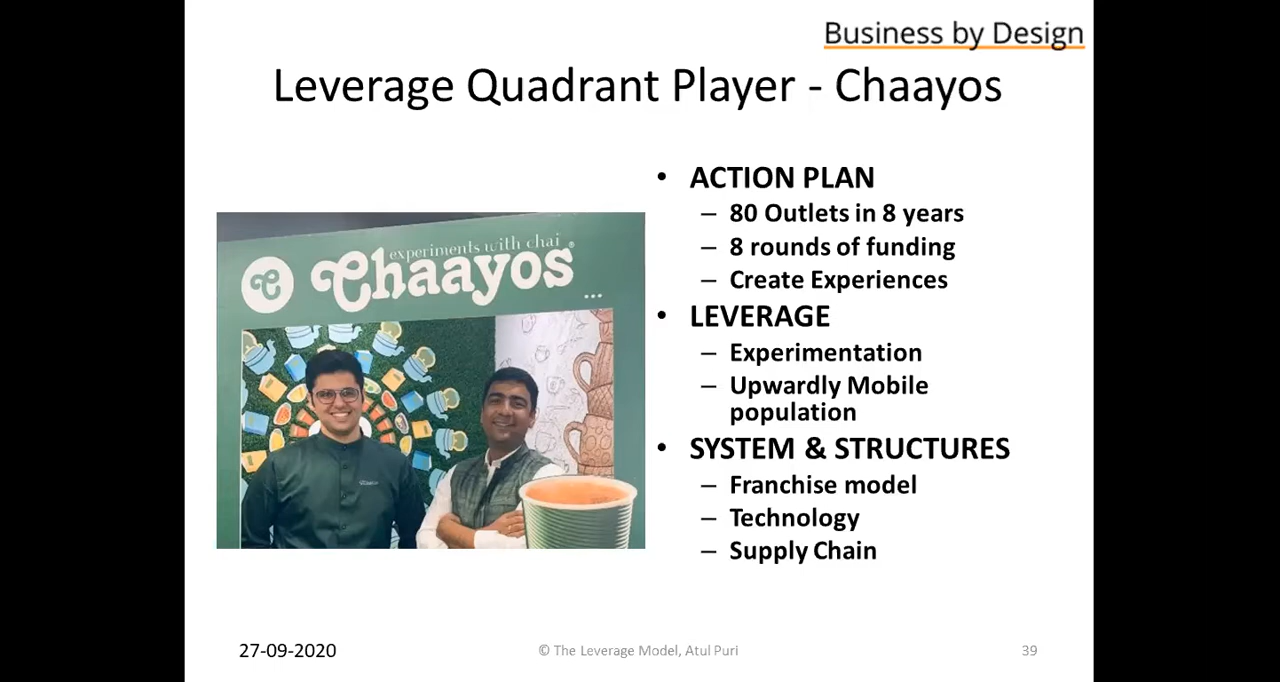 Business by Design
Leverage Quadrant Player - Chaayos
experiments with chai
Chaayos
...
• ACTION PLAN
– 80 Outlets in 8 years
– 8 rounds of funding
– Create Experiences
• LEVERAGE
– Experimentation
– Upwardly Mobile
population
• SYSTEM & STRUCTURES
– Franchise model
– Technology
– Supply Chain
27-09-2020
© The Leverage Model, Atul Puri
39